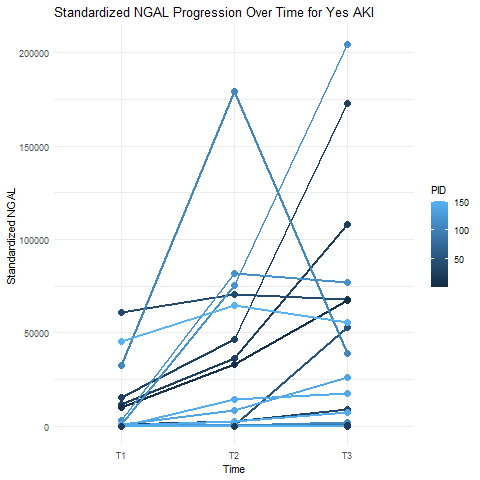 Standardized NGAL Progression Over Time for Yes AKI
Standardized NGAL
200000
150000
100000
50000
0
T1
T2
T3
Time
PID
150
100
50